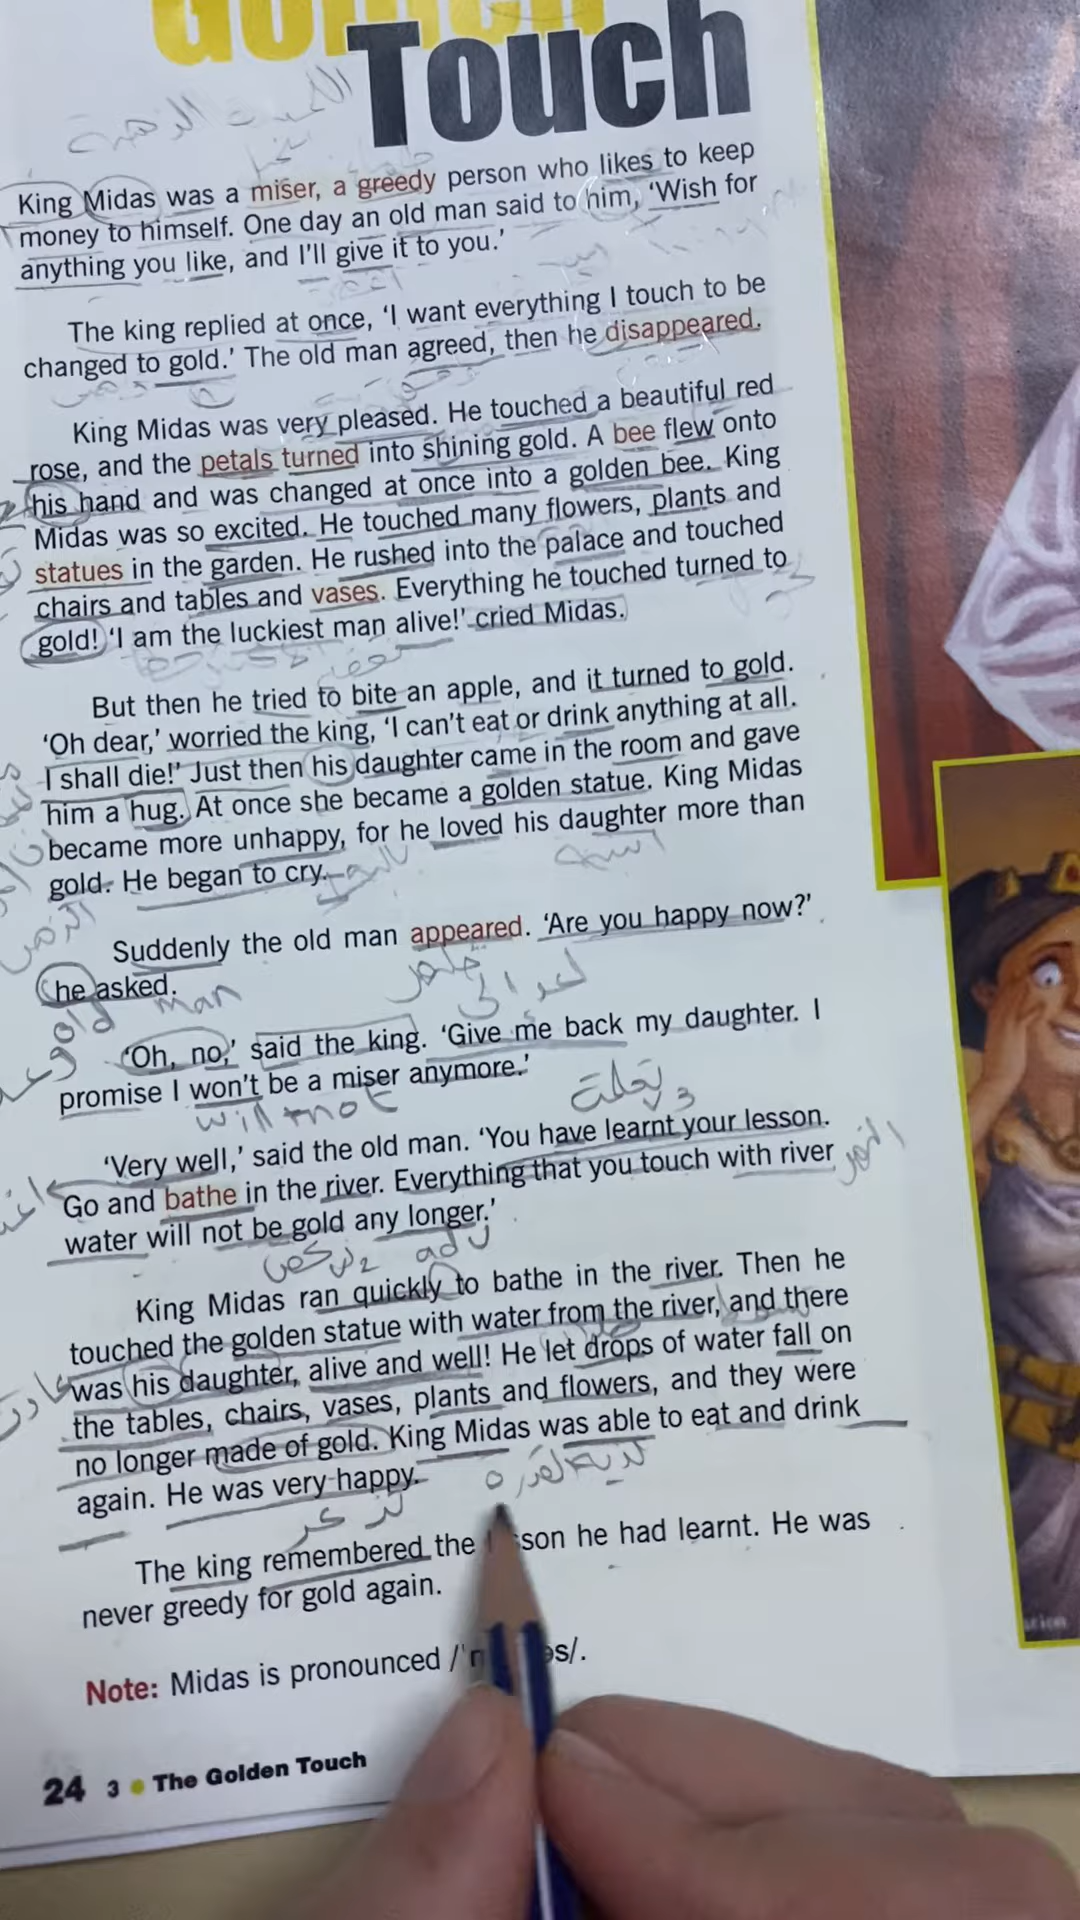 Golden
Touch
اللمسة الذهبية
King Midas was a miser, a greedy person who likes to keep
money to himself. One day an old man said to him, ‘Wish for
anything you like, and I’ll give it to you.’
The king replied at once, ‘I want everything I touch to be
changed to gold.’ The old man agreed, then he disappeared.
King Midas was very pleased. He touched a beautiful red
rose, and the petals turned into shining gold. A bee flew onto
his hand and was changed at once into a golden bee. King
Midas was so excited. He touched many flowers, plants and
statues in the garden. He rushed into the palace and touched
chairs and tables and vases. Everything he touched turned to
gold! ‘I am the luckiest man alive!’ cried Midas.
But then he tried to bite an apple, and it turned to gold.
‘Oh dear,’ worried the king, ‘I can’t eat or drink anything at all.
I shall die!’ Just then his daughter came in the room and gave
him a hug. At once she became a golden statue. King Midas
became more unhappy, for he loved his daughter more than
gold. He began to cry.
Suddenly the old man appeared. ‘Are you happy now?’
he asked.
old man
‘Oh, no,’ said the king. ‘Give me back my daughter. I
promise I won’t be a miser anymore.’
will not
‘Very well,’ said the old man. ‘You have learnt your lesson.
Go and bathe in the river. Everything that you touch with river
water will not be gold any longer.’
adv
King Midas ran quickly to bathe in the river. Then he
touched the golden statue with water from the river, and there
was his daughter, alive and well! He let drops of water fall on
the tables, chairs, vases, plants and flowers, and they were
no longer made of gold. King Midas was able to eat and drink
again. He was very happy.
The king remembered the he had learnt. He was
never greedy for gold again.
Note: Midas is pronounced
24 3 The Golden Touch